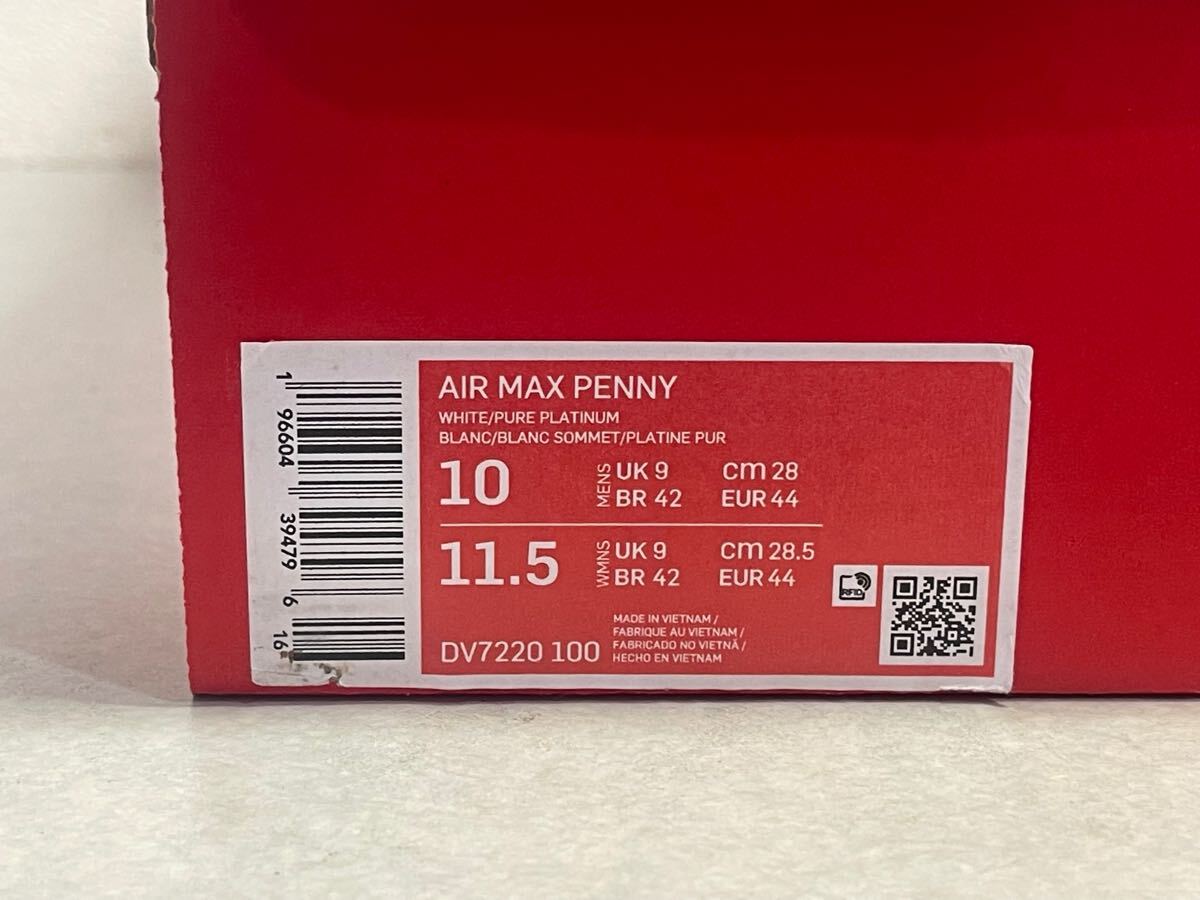 AIR MAX PENNY
WHITE/PURE PLATINUM
BLANC/BLANC SOMMET/PLATINE PUR
10 MENS UK 9 cm 28
BR 42 EUR 44
11.5 WMNS UK 9 cm 28.5
BR 42 EUR 44
DV7220 100
MADE IN VIETNAM /
FABRIQUE AU VIETNAM /
FABRICADO NO VIETNÃ /
HECHO EN VIETNAM
RFID
1 96604 39479 6 16